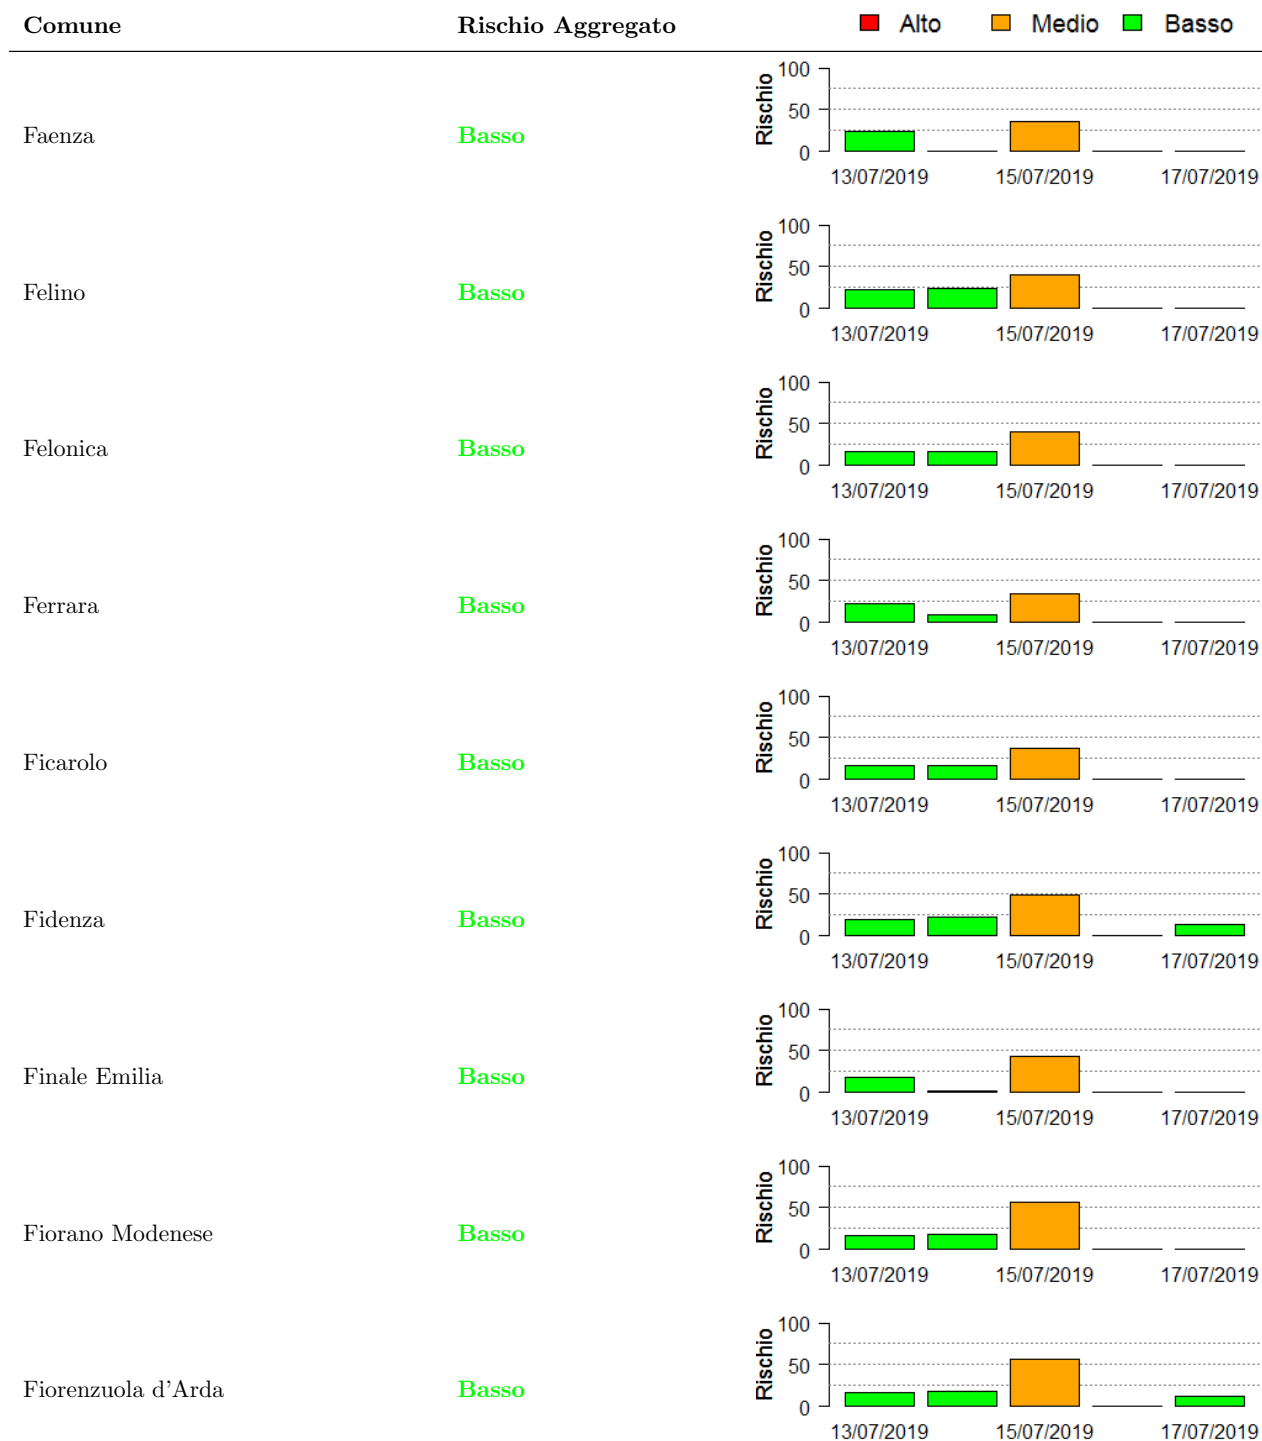 Comune Rischio Aggregato Alto Medio Basso
Faenza Basso Rischio 100 50 0
13/07/2019 15/07/2019 17/07/2019
Felino Basso Rischio 100 50 0
13/07/2019 15/07/2019 17/07/2019
Felonica Basso Rischio 100 50 0
13/07/2019 15/07/2019 17/07/2019
Ferrara Basso Rischio 100 50 0
13/07/2019 15/07/2019 17/07/2019
Ficarolo Basso Rischio 100 50 0
13/07/2019 15/07/2019 17/07/2019
Fidenza Basso Rischio 100 50 0
13/07/2019 15/07/2019 17/07/2019
Finale Emilia Basso Rischio 100 50 0
13/07/2019 15/07/2019 17/07/2019
Fiorano Modenese Basso Rischio 100 50 0
13/07/2019 15/07/2019 17/07/2019
Fiorenzuola d'Arda Basso Rischio 100 50 0
13/07/2019 15/07/2019 17/07/2019